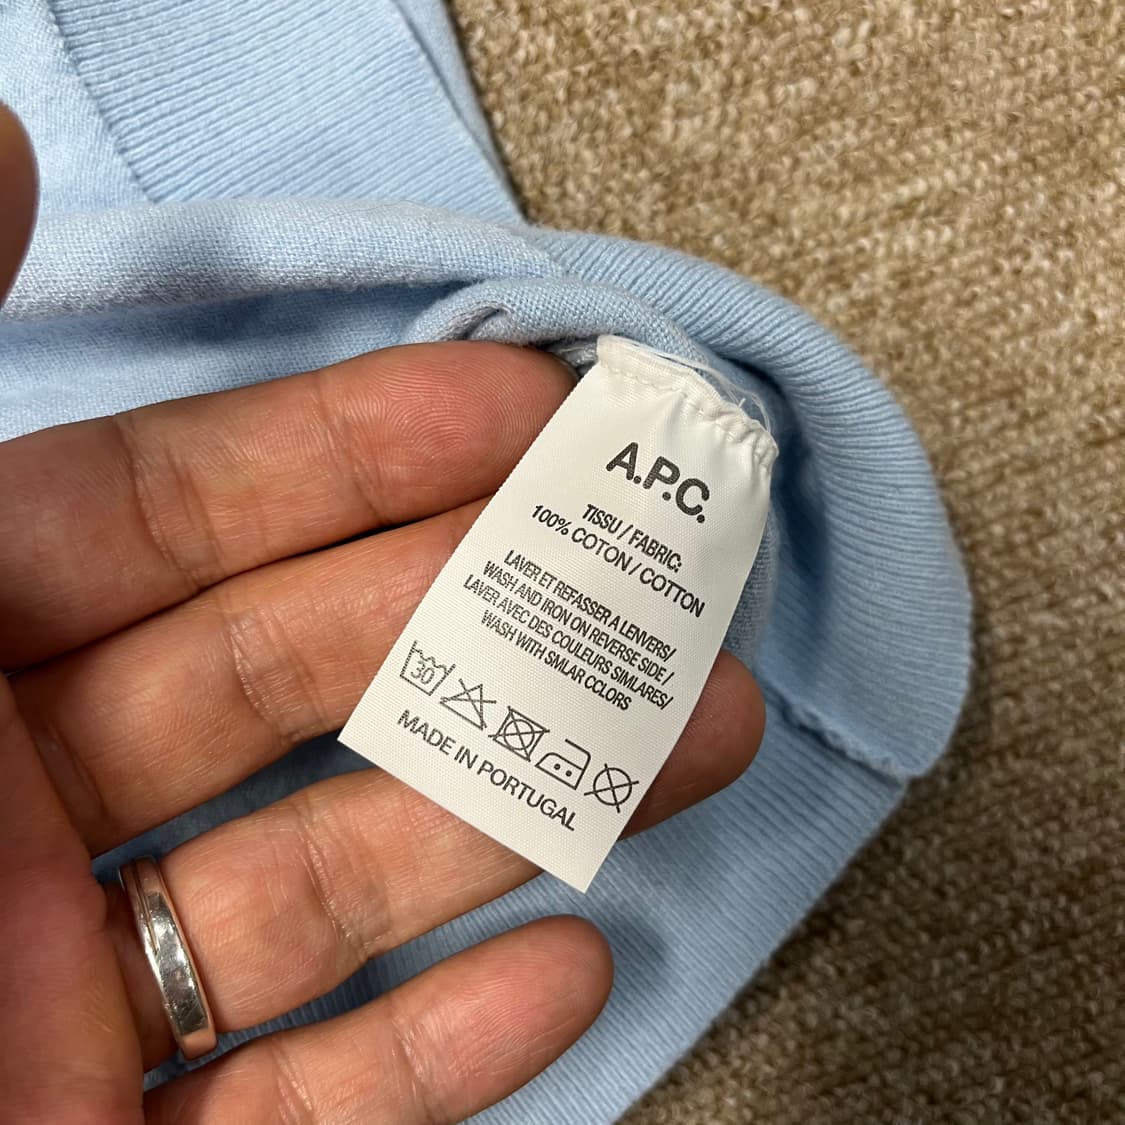 A.P.C.
TISSU / FABRIC:
100% COTON / COTTON
LAVER ET REFASSER A LENVERS/
WASH AND IRON ON REVERSE SIDE /
LAVER AVEC DES COULEURS SIMLARES/
WASH WITH SMLAR CCLORS
30
MADE IN PORTUGAL